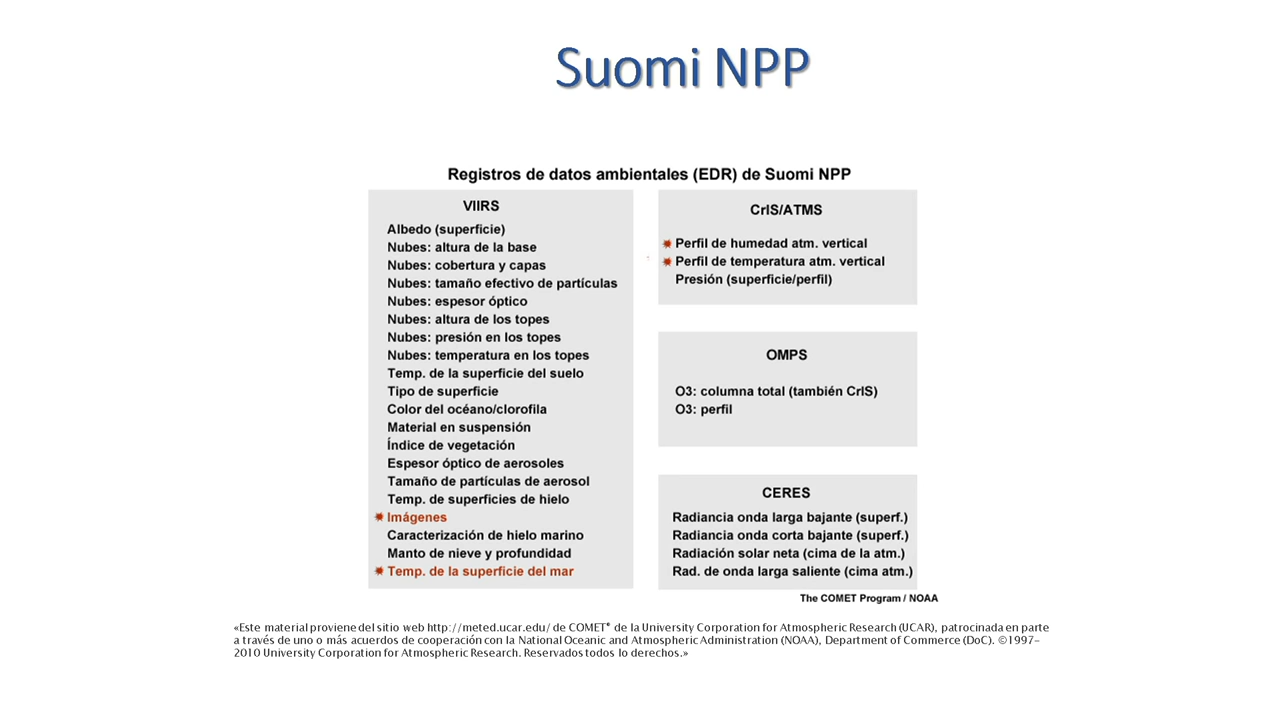 Suomi NPP
Registros de datos ambientales (EDR) de Suomi NPP
VIIRS
Albedo (superficie)
Nubes: altura de la base
Nubes: cobertura y capas
Nubes: tamaño efectivo de partículas
Nubes: espesor óptico
Nubes: altura de los topes
Nubes: presión en los topes
Nubes: temperatura en los topes
Temp. de la superficie del suelo
Tipo de superficie
Color del océano/clorofila
Material en suspensión
Índice de vegetación
Espesor óptico de aerosoles
Tamaño de partículas de aerosol
Temp. de superficies de hielo
Imágenes
Caracterización de hielo marino
Manto de nieve y profundidad
Temp. de la superficie del mar
CrIS/ATMS
Perfil de humedad atm. vertical
Perfil de temperatura atm. vertical
Presión (superficie/perfil)
OMPS
O3: columna total (también CrIS)
O3: perfil
CERES
Radiancia onda larga bajante (superf.)
Radiancia onda corta bajante (superf.)
Radiación solar neta (cima de la atm.)
Rad. de onda larga saliente (cima atm.)
The COMET Program / NOAA
«Este material proviene del sitio web http://meted.ucar.edu/ de COMET® de la University Corporation for Atmospheric Research (UCAR), patrocinada en parte
a través de uno o más acuerdos de cooperación con la National Oceanic and Atmospheric Administration (NOAA), Department of Commerce (DoC). ©1997–
2010 University Corporation for Atmospheric Research. Reservados todos lo derechos.»